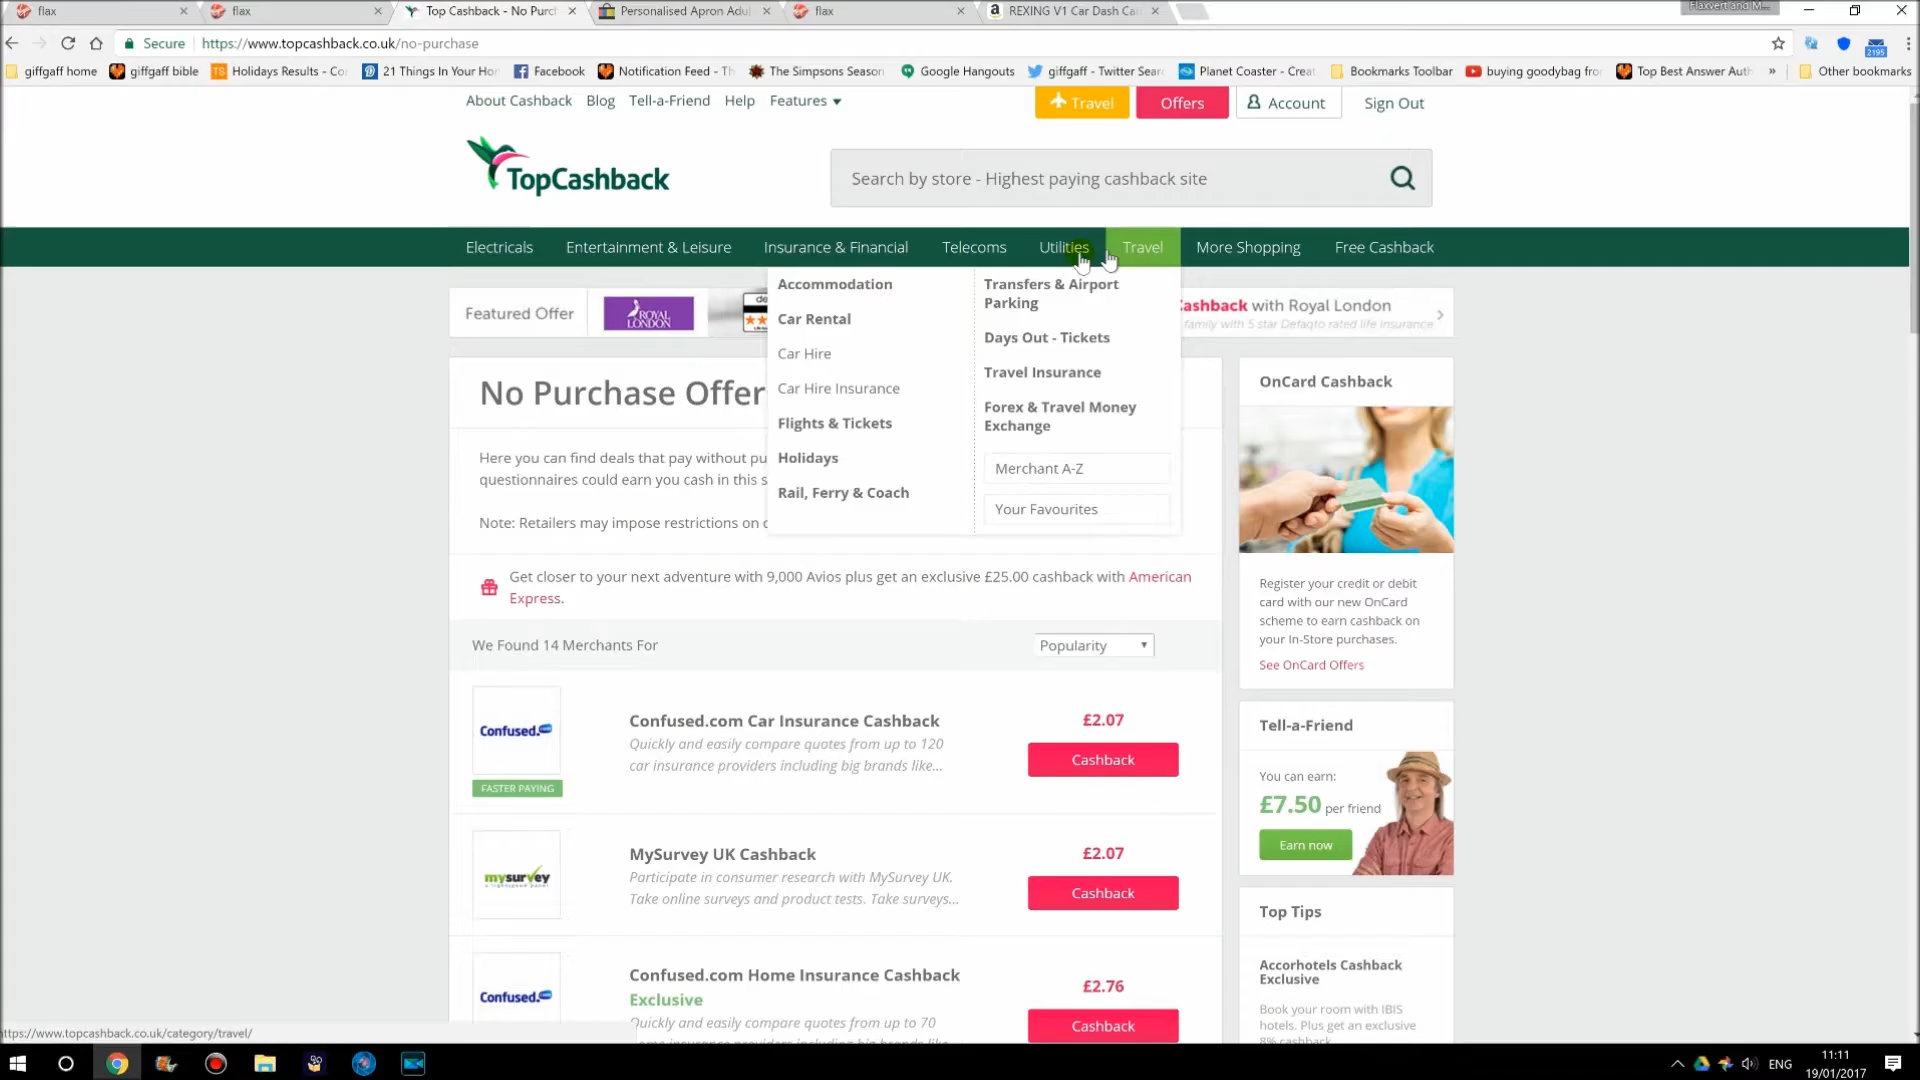 flax
flax
Top Cashback - No Purc
Personalised Apron Adul
flax
REXING V1 Car Dash Ca
Flaxvert and M...
Secure
https://www.topcashback.co.uk/no-purchase
2195
giffgaff home
giffgaff bible
Holidays Results - Co
21 Things In Your Ho
Facebook
Notification Feed - Th
The Simpsons Season
Google Hangouts
giffgaff - Twitter Sear
Planet Coaster - Creat
Bookmarks Toolbar
buying goodybag fro
Top Best Answer Auth
»
Other bookmarks
About Cashback
Blog
Tell-a-Friend
Help
Features
Travel
Offers
Account
Sign Out
TopCashback
Search by store - Highest paying cashback site
Electricals
Entertainment & Leisure
Insurance & Financial
Telecoms
Utilities
Travel
More Shopping
Free Cashback
Featured Offer
ROYAL
LONDON
de
Cashback with Royal London
family with 5 star Defaqto rated life insurance
Accommodation
Car Rental
Car Hire
Car Hire Insurance
Flights & Tickets
Holidays
Rail, Ferry & Coach
Transfers & Airport
Parking
Days Out - Tickets
Travel Insurance
Forex & Travel Money
Exchange
Merchant A-Z
Your Favourites
No Purchase Offer
Here you can find deals that pay without pu
questionnaires could earn you cash in this s
Note: Retailers may impose restrictions on c
Get closer to your next adventure with 9,000 Avios plus get an exclusive £25.00 cashback with American
Express.
We Found 14 Merchants For
Popularity
Confused.com
FASTER PAYING
Confused.com Car Insurance Cashback
Quickly and easily compare quotes from up to 120
car insurance providers including big brands like...
£2.07
Cashback
mysurvey
MySurvey UK Cashback
Participate in consumer research with MySurvey UK.
Take online surveys and product tests. Take surveys...
£2.07
Cashback
Confused.com
Confused.com Home Insurance Cashback
Exclusive
Quickly and easily compare quotes from up to 70
home insurance providers including big brands like...
£2.76
Cashback
OnCard Cashback
Register your credit or debit
card with our new OnCard
scheme to earn cashback on
your In-Store purchases.
See OnCard Offers
Tell-a-Friend
You can earn:
£7.50 per friend
Earn now
Top Tips
Accorhotels Cashback
Exclusive
Book your room with IBIS
hotels. Plus get an exclusive
8% cashback
https://www.topcashback.co.uk/category/travel/
ENG
11:11
19/01/2017